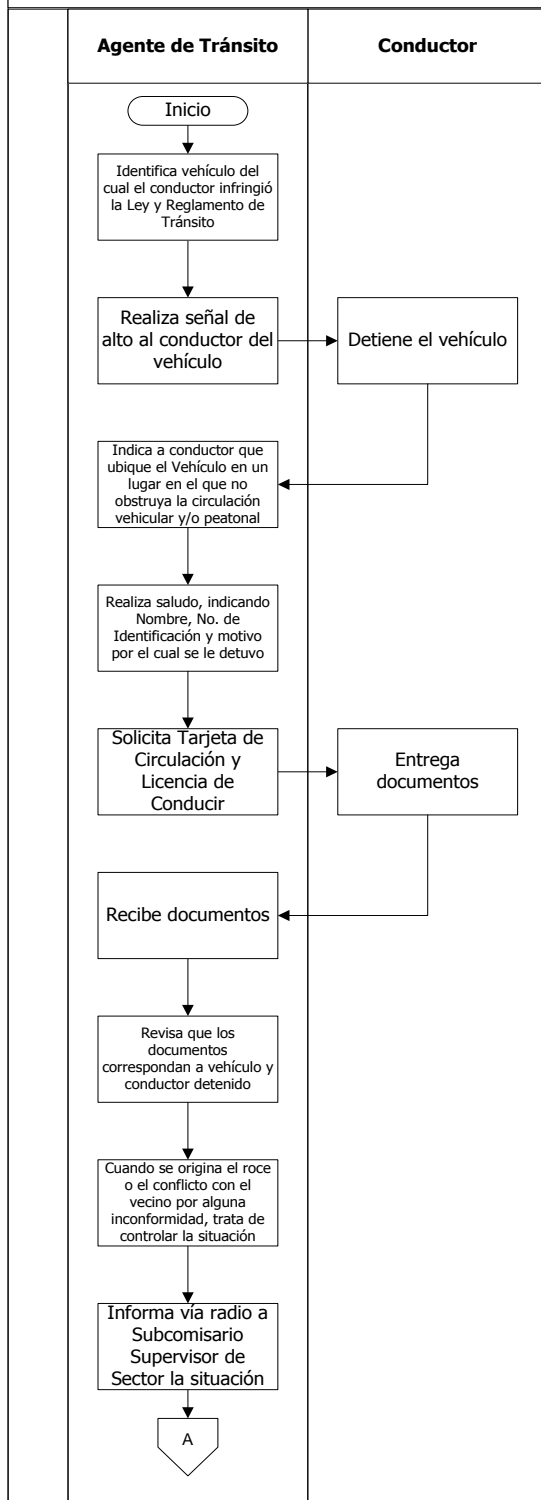 Agente de Tránsito
Conductor
Inicio
Identifica vehículo del
cual el conductor infringió
la Ley y Reglamento de
Tránsito
Realiza señal de
alto al conductor del
vehículo
Detiene el vehículo
Indica a conductor que
ubique el Vehículo en un
lugar en el que no
obstruya la circulación
vehicular y/o peatonal
Realiza saludo, indicando
Nombre, No. de
Identificación y motivo
por el cual se le detuvo
Solicita Tarjeta de
Circulación y
Licencia de
Conducir
Entrega
documentos
Recibe documentos
Revisa que los
documentos
correspondan a vehículo y
conductor detenido
Cuando se origina el roce
o el conflicto con el
vecino por alguna
inconformidad, trata de
controlar la situación
Informa vía radio a
Subcomisario
Supervisor de
Sector la situación
A